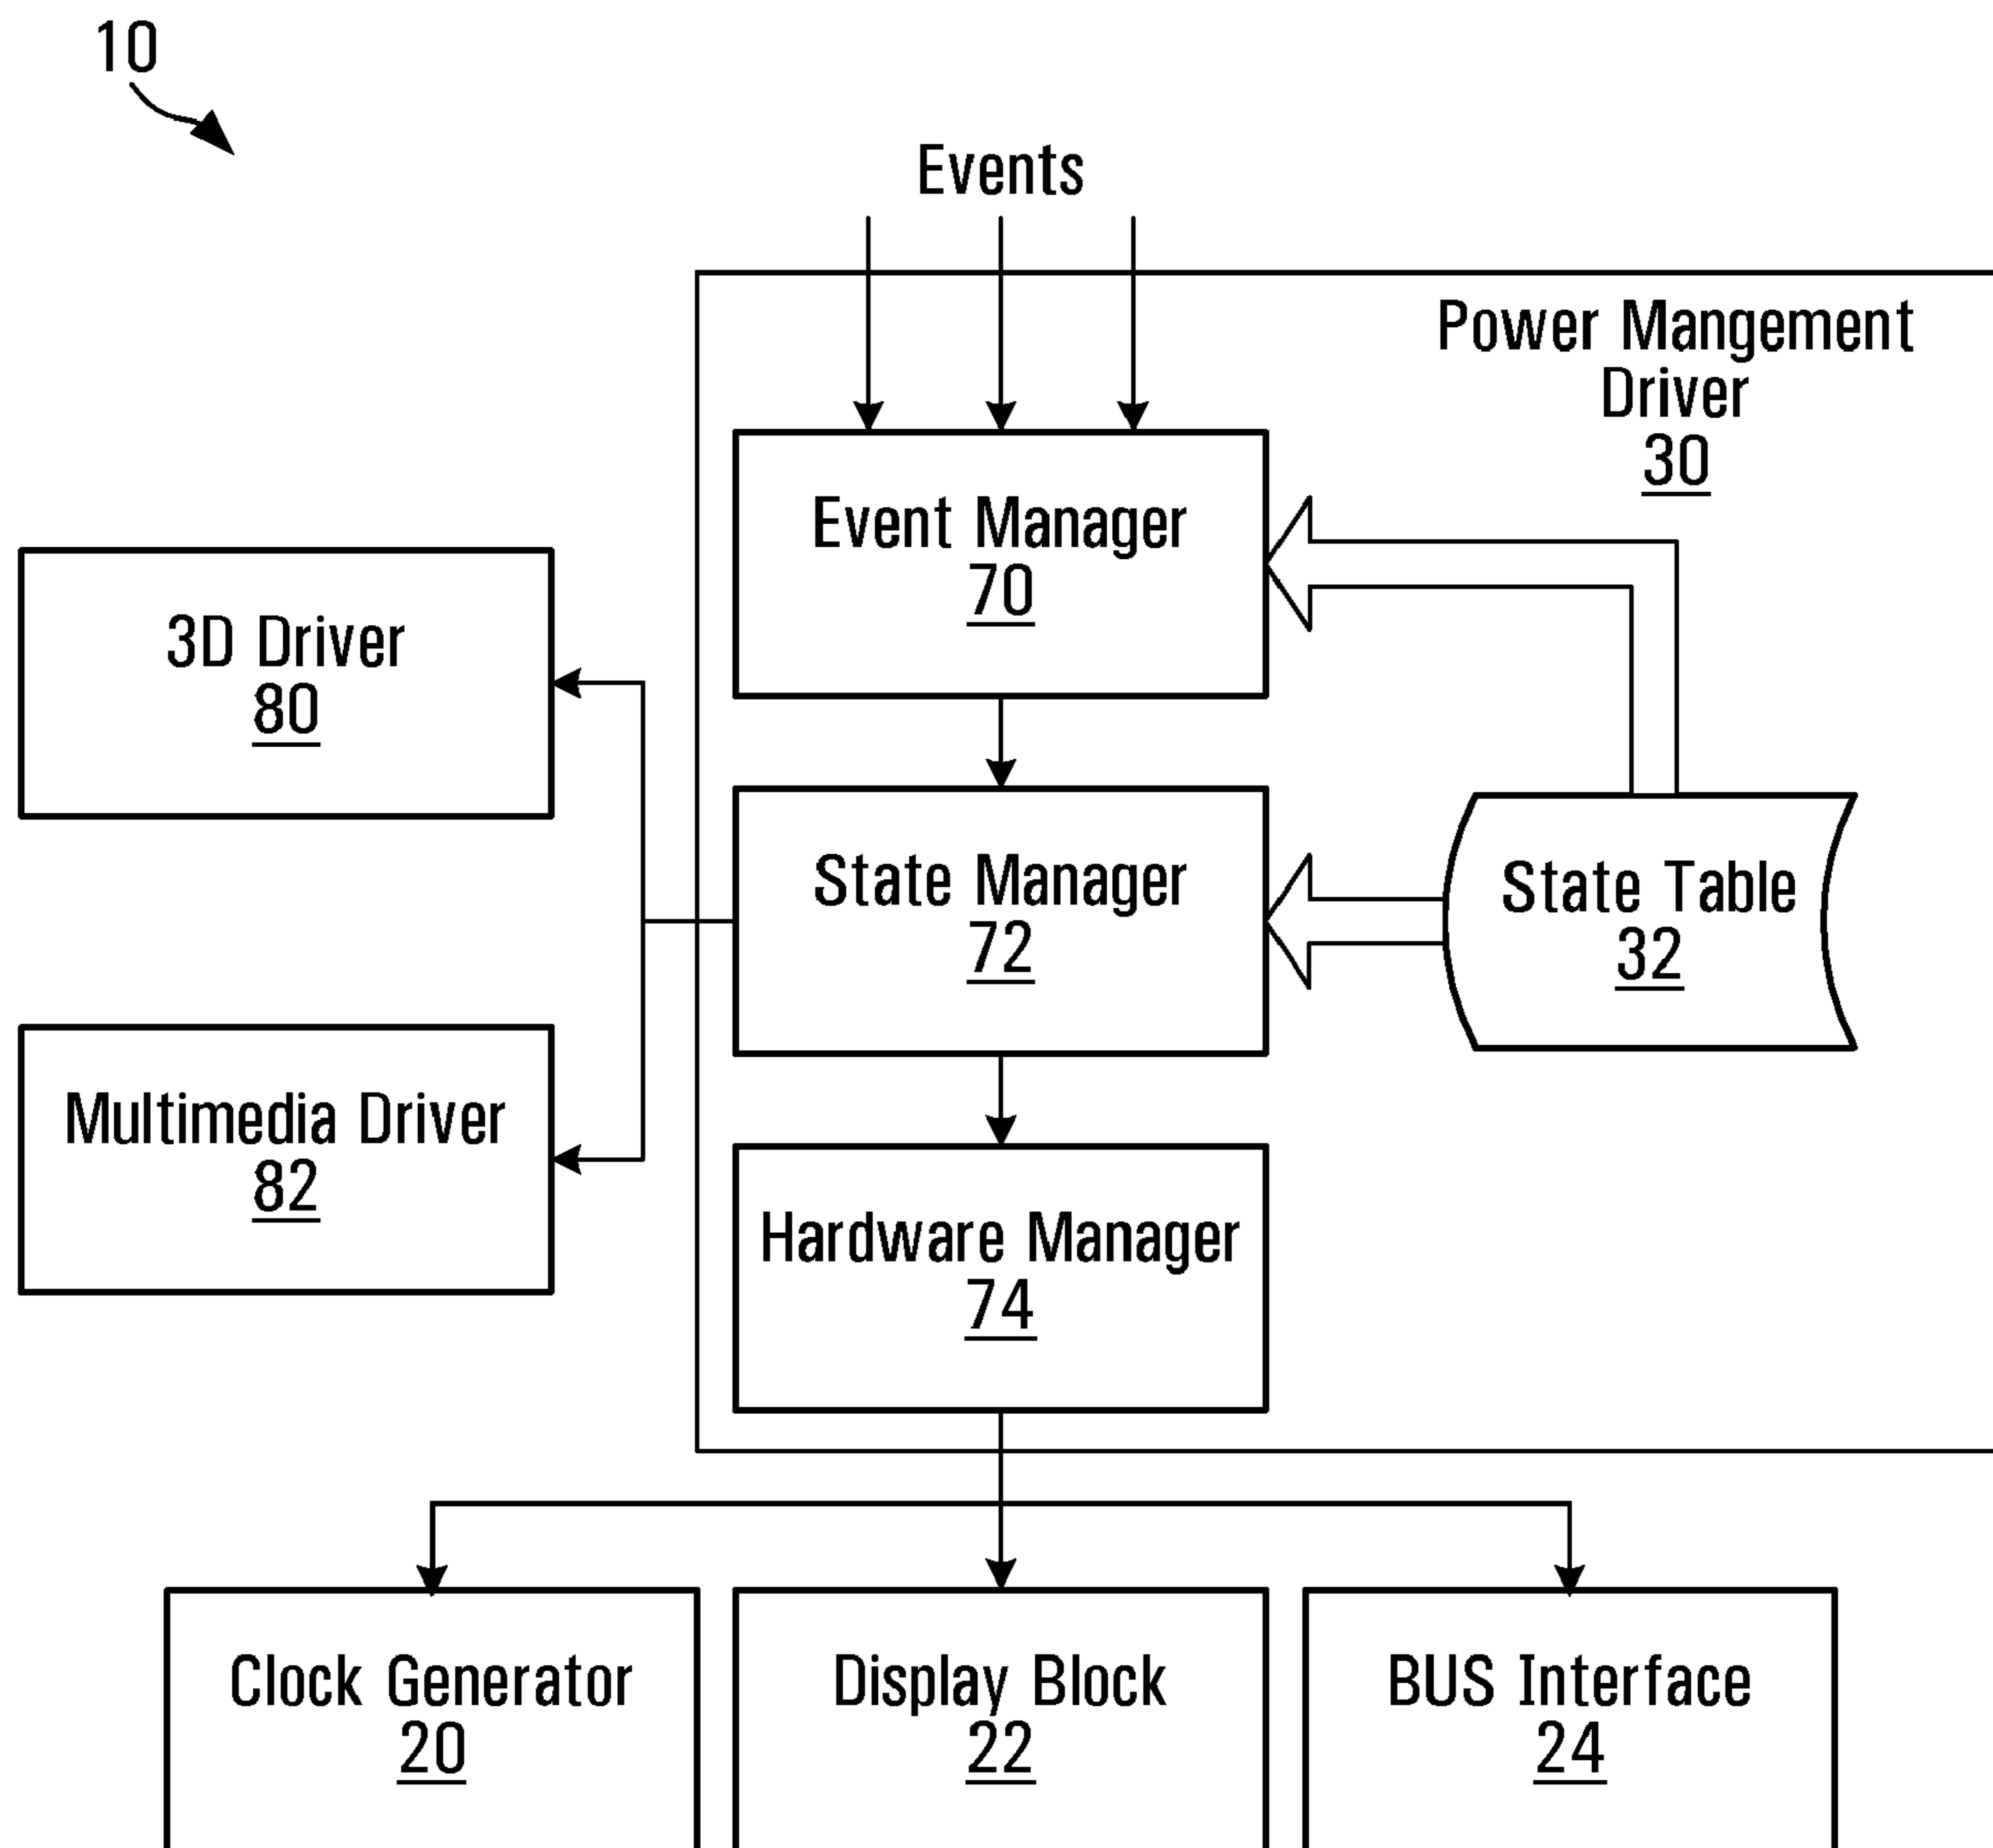 10
Events
Power Mangement
Driver
30
Event Manager
70
3D Driver
80
State Manager
72
State Table
32
Multimedia Driver
82
Hardware Manager
74
Clock Generator
20
Display Block
22
BUS Interface
24